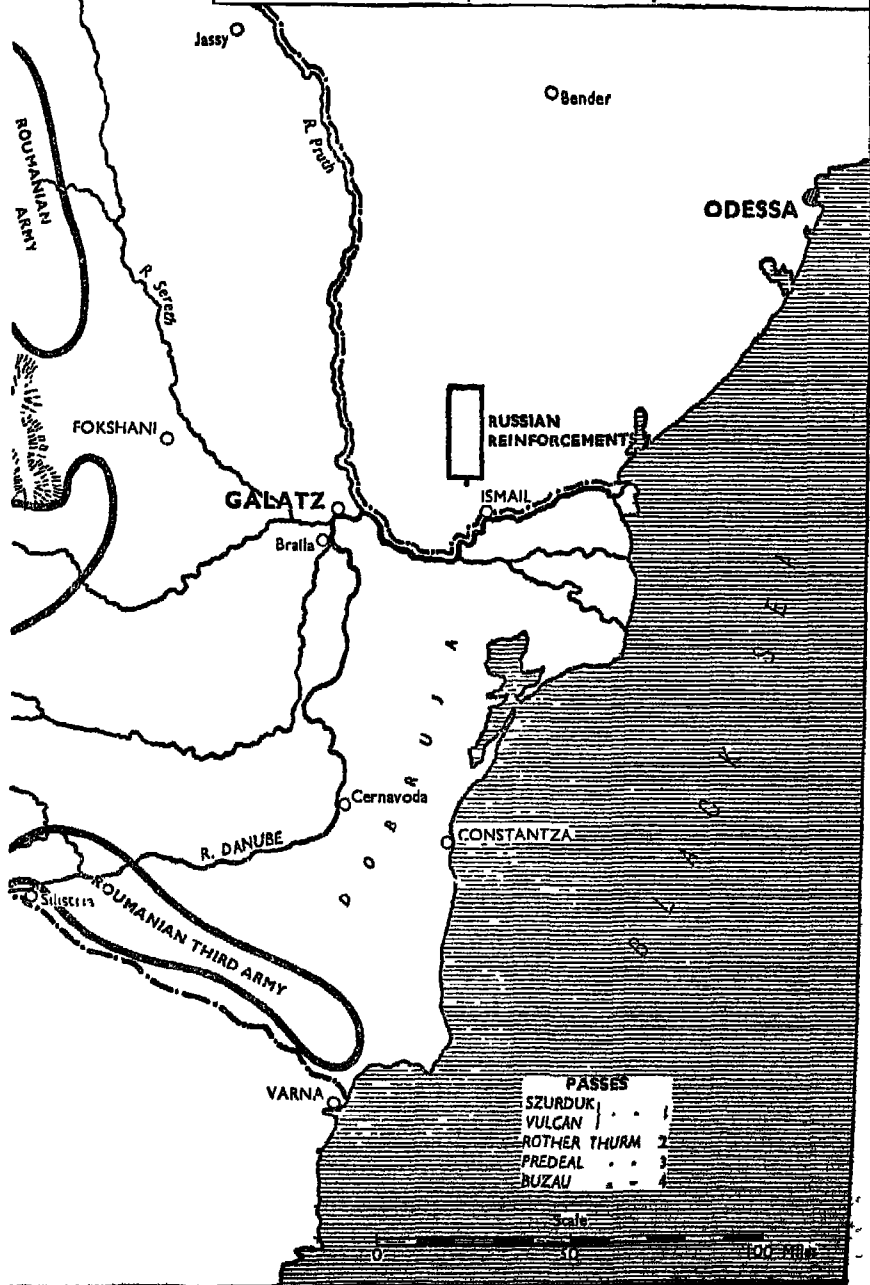 Jassy
Bender
R. Pruth
ROUMANIAN
ARMY
ODESSA
R. Sereth
FOKSHANI
RUSSIAN
REINFORCEMENTS
GALATZ
ISMAIL
Braila
BLACK SEA
DOBRUJA
Cernavoda
R. DANUBE
CONSTANTZA
Silistria
ROUMANIAN THIRD ARMY
VARNA
PASSES
SZURDUK
VULCAN . . 1
ROTHER THURM 2
PREDEAL . . 3
BUZAU . . 4
Scale
0 50 100 Miles